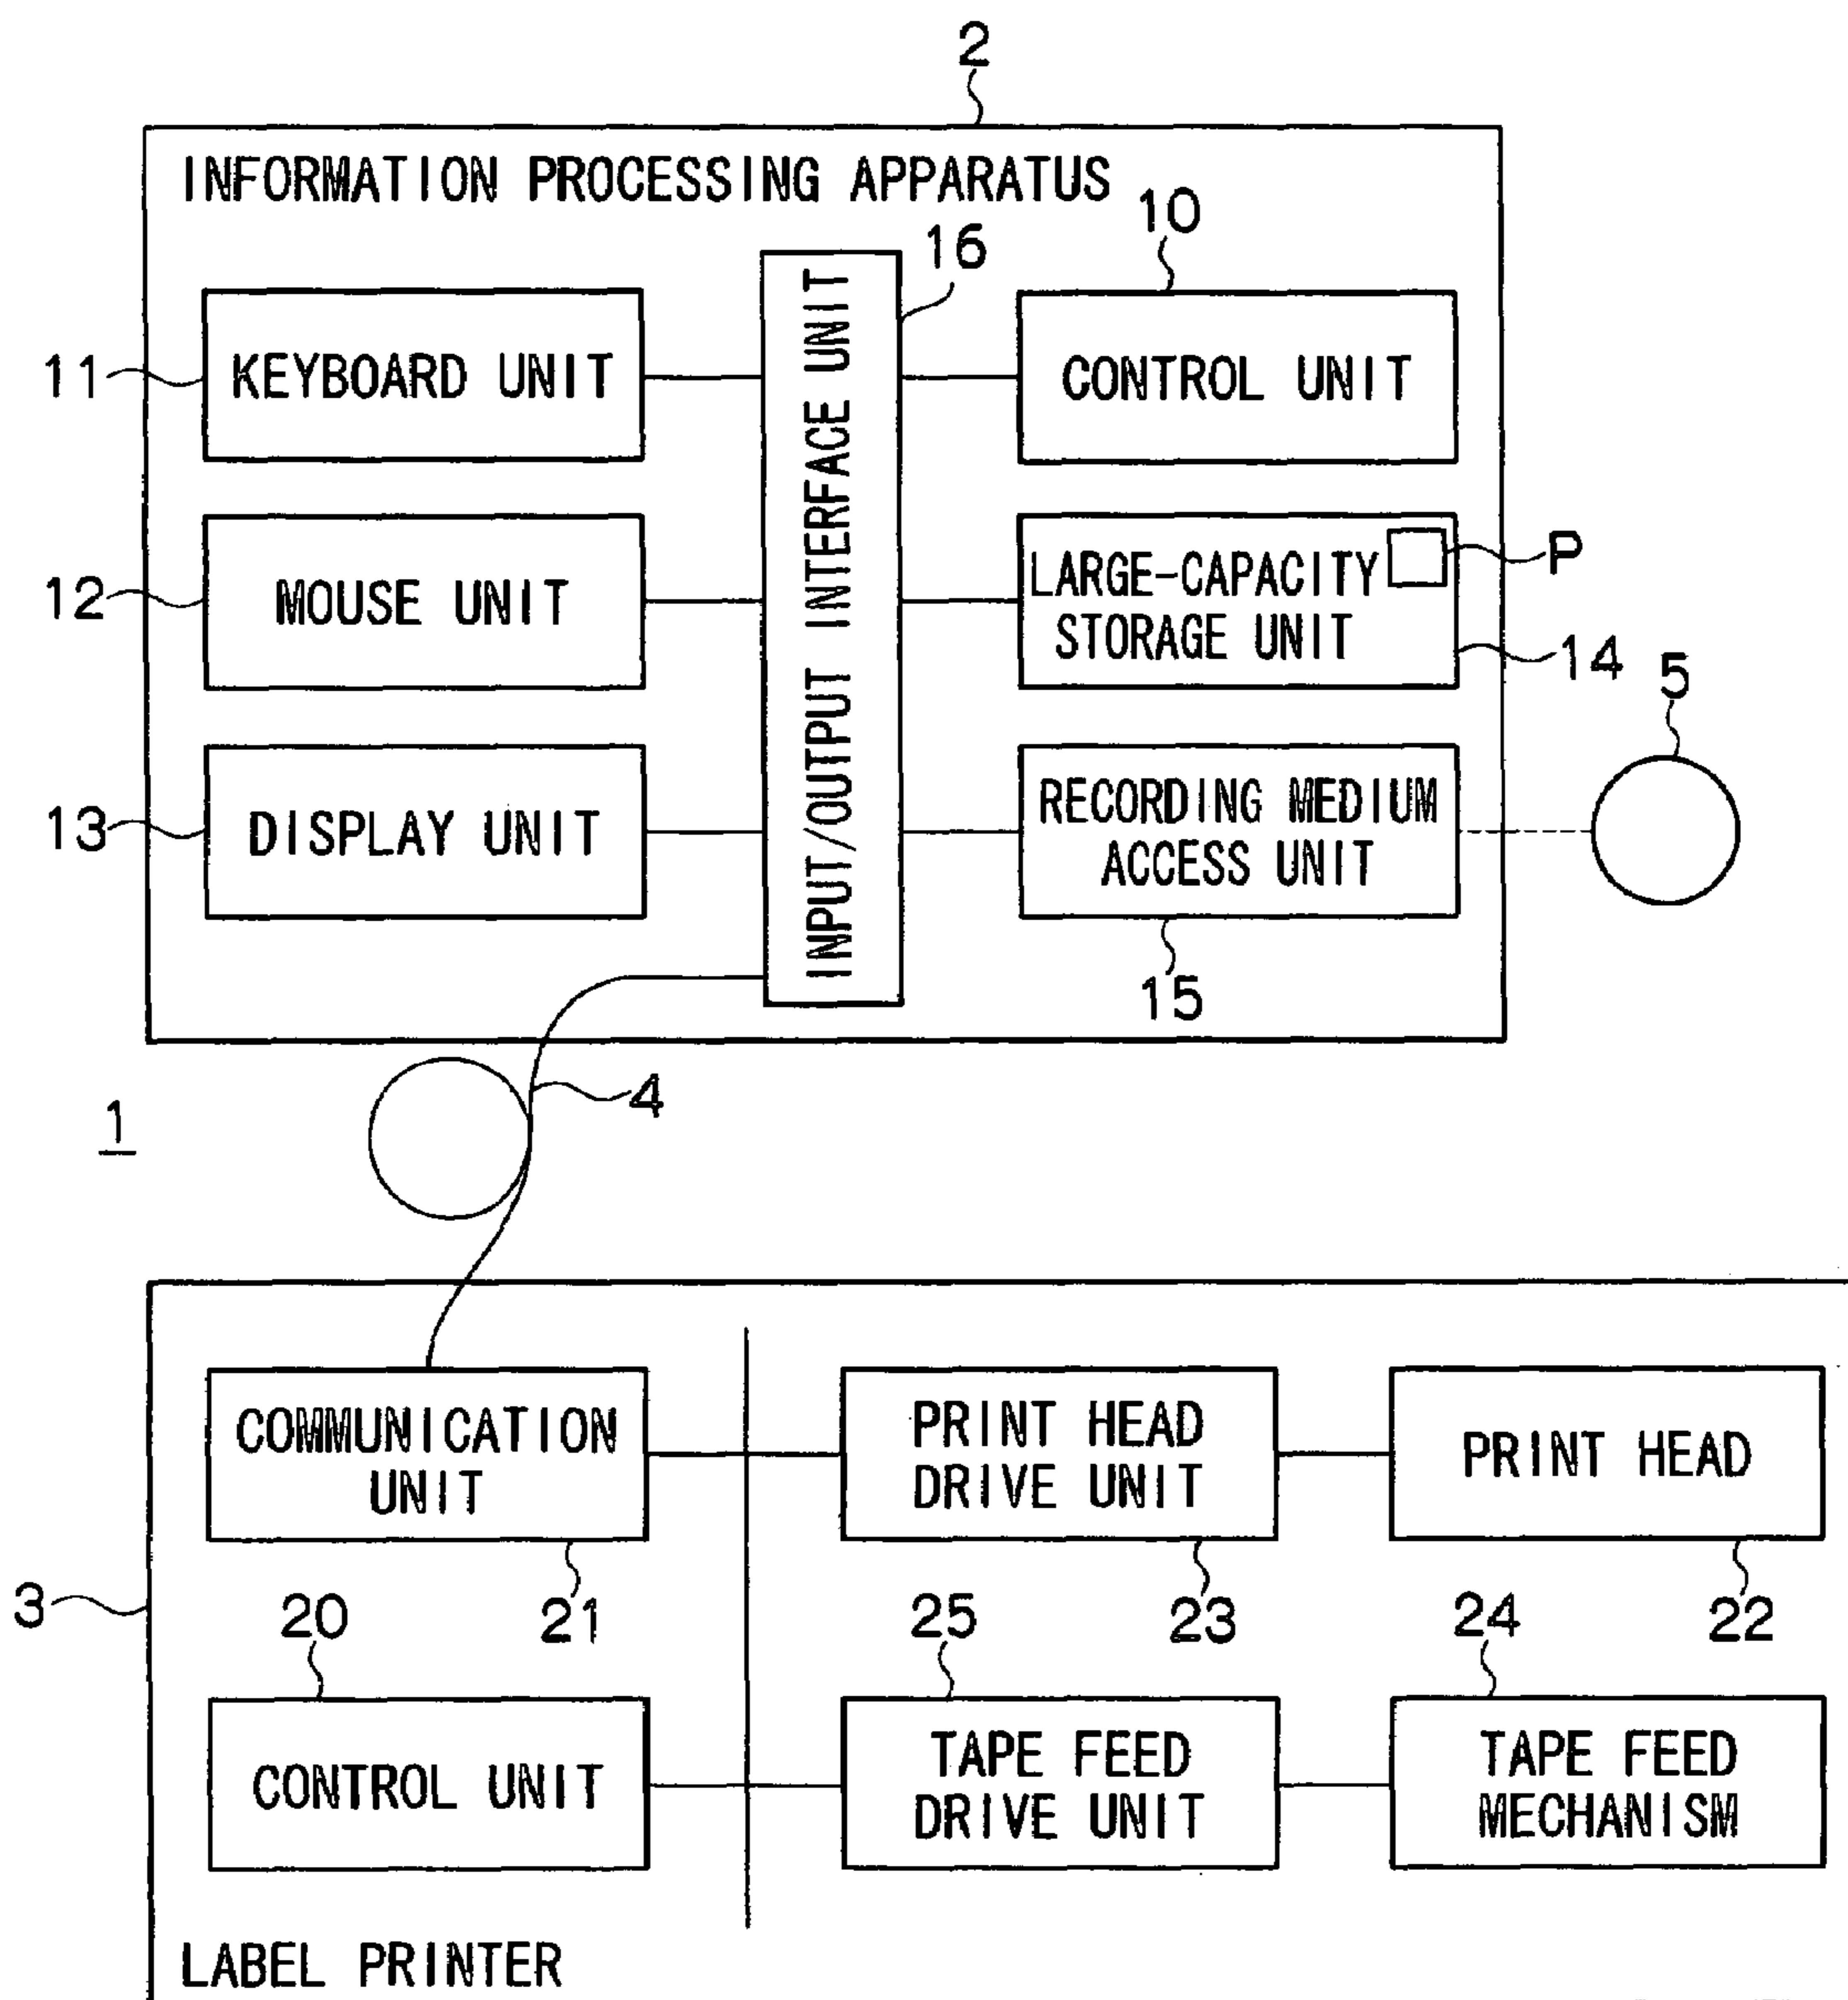 2
INFORMATION PROCESSING APPARATUS
10
16
11
KEYBOARD UNIT
INPUT/OUTPUT INTERFACE UNIT
CONTROL UNIT
12
MOUSE UNIT
LARGE-CAPACITY
STORAGE UNIT
P
14
5
13
DISPLAY UNIT
RECORDING MEDIUM
ACCESS UNIT
15
4
1
COMMUNICATION
UNIT
PRINT HEAD
DRIVE UNIT
PRINT HEAD
3
20
21
25
23
24
22
CONTROL UNIT
TAPE FEED
DRIVE UNIT
TAPE FEED
MECHANISM
LABEL PRINTER